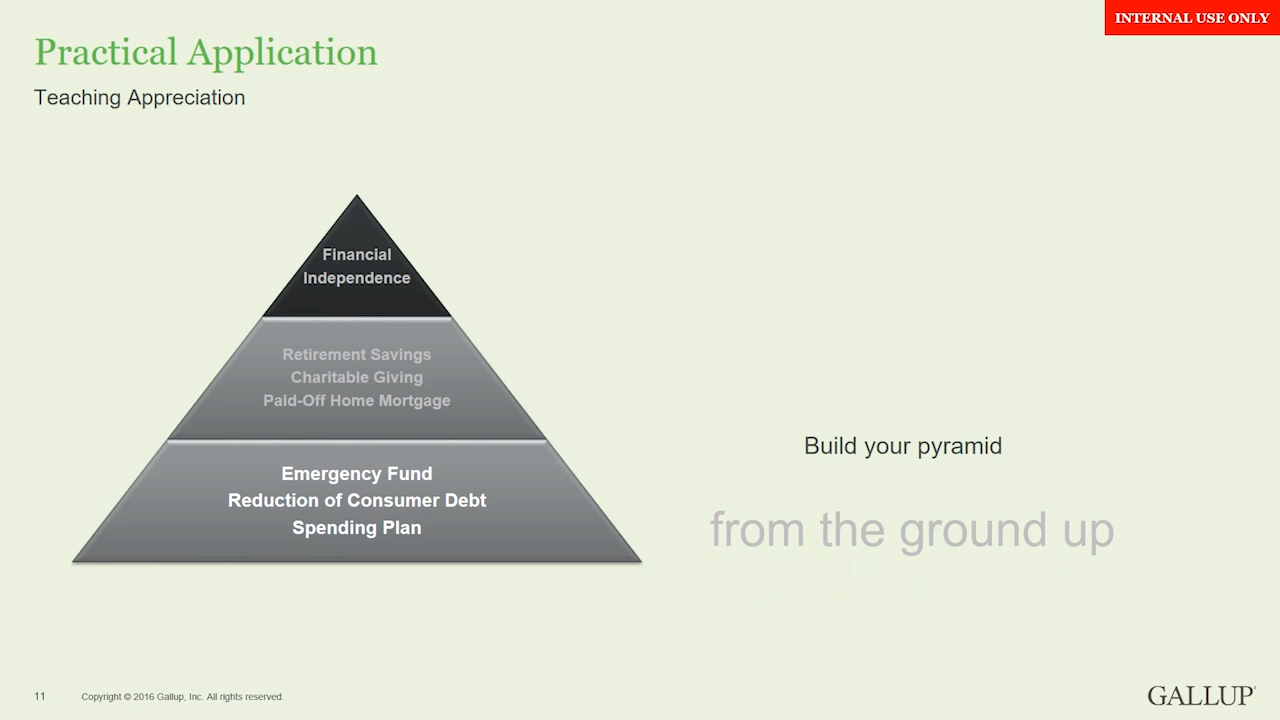 INTERNAL USE ONLY
Practical Application
Teaching Appreciation
Financial
Independence
Retirement Savings
Charitable Giving
Paid-Off Home Mortgage
Emergency Fund
Reduction of Consumer Debt
Spending Plan
Build your pyramid
from the ground up
11
Copyright © 2016 Gallup, Inc. All rights reserved.
GALLUP®